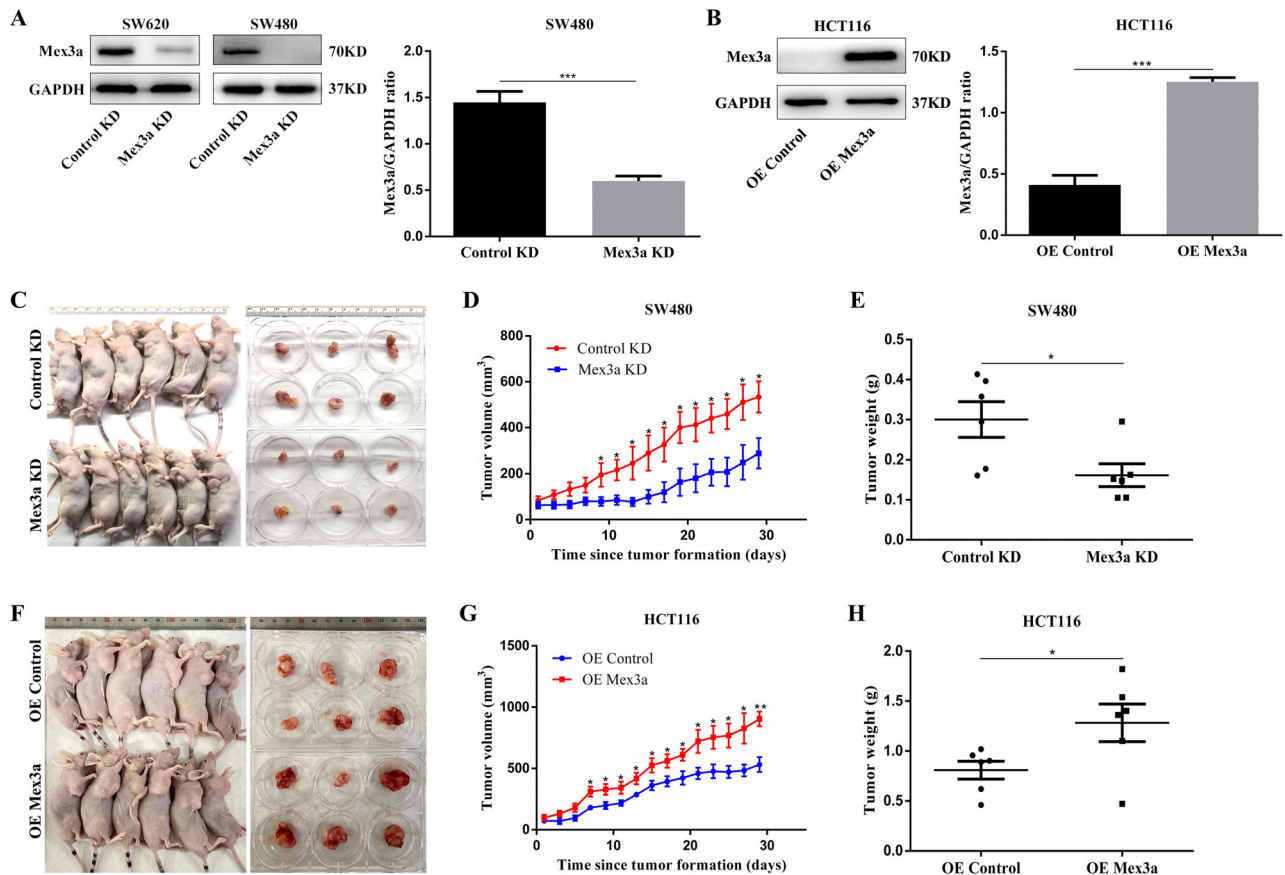 A
SW620 SW480
Mex3a 70KD
GAPDH 37KD
Control KD Mex3a KD Control KD Mex3a KD
SW480
***
Mex3a/GAPDH ratio
2.0
1.5
1.0
0.5
0.0
Control KD Mex3a KD
B
HCT116
Mex3a 70KD
GAPDH 37KD
OE Control OE Mex3a
HCT116
***
Mex3a/GAPDH ratio
1.5
1.0
0.5
0.0
OE Control OE Mex3a
C
Control KD
Mex3a KD
D
SW480
Control KD
Mex3a KD
Tumor volume (mm3)
800
600
400
200
0
* * * * * * * * * * *
0 10 20 30
Time since tumor formation (days)
E
SW480
*
Tumor weight (g)
0.5
0.4
0.3
0.2
0.1
0.0
Control KD Mex3a KD
F
OE Control
OE Mex3a
50 100 150
G
HCT116
OE Control
OE Mex3a
Tumor volume (mm3)
1500
1000
500
0
* * * * * * * * * * * **
0 10 20 30
Time since tumor formation (days)
H
HCT116
*
Tumor weight (g)
2.0
1.5
1.0
0.5
0.0
OE Control OE Mex3a